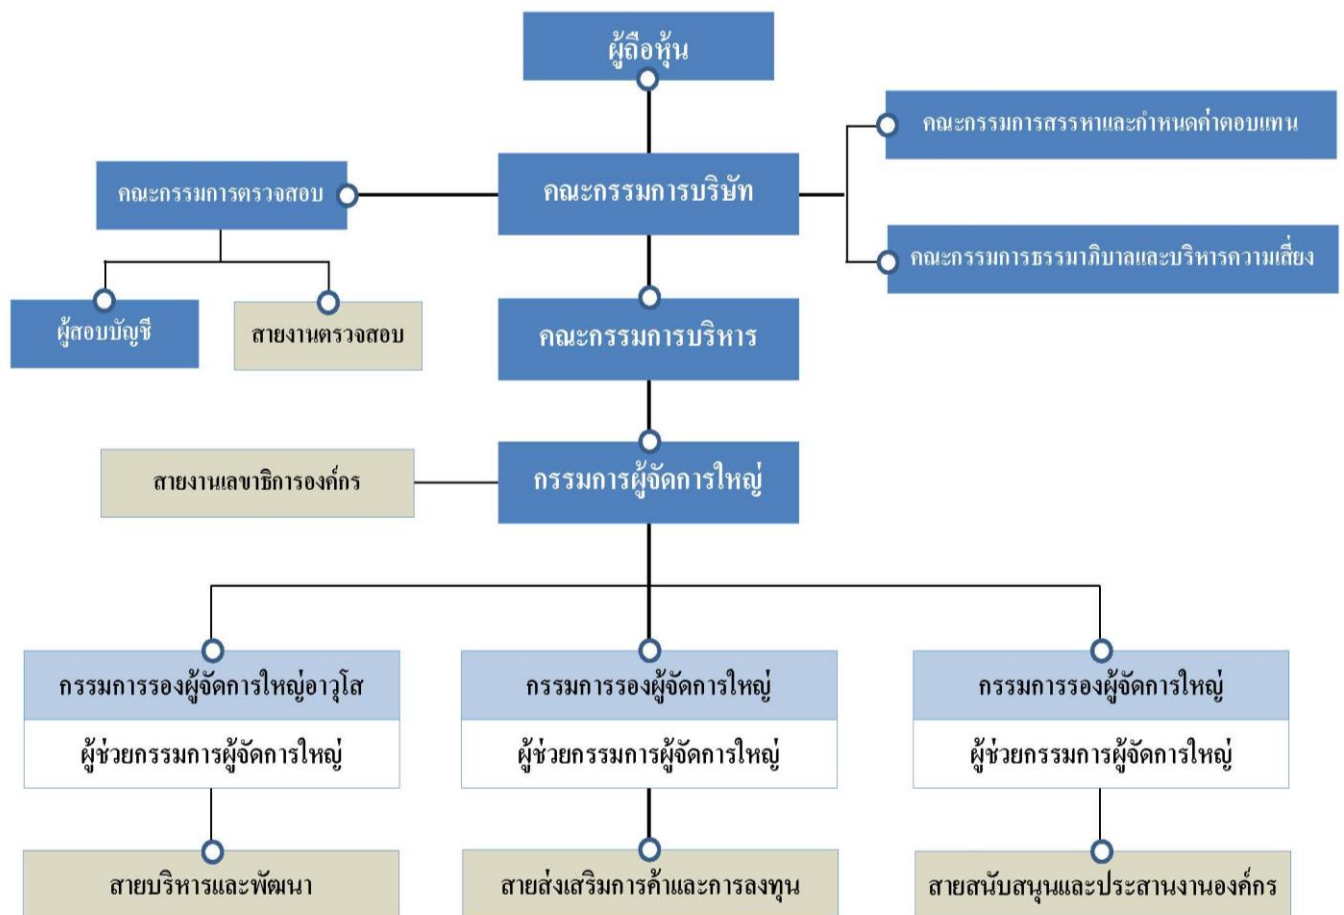 ผู้ถือหุ้น
คณะกรรมการสรรหาและกำหนดค่าตอบแทน
คณะกรรมการตรวจสอบ
คณะกรรมการบริษัท
คณะกรรมการธรรมาภิบาลและบริหารความเสี่ยง
ผู้สอบบัญชี
สายงานตรวจสอบ
คณะกรรมการบริหาร
สายงานเลขาธิการองค์กร
กรรมการผู้จัดการใหญ่
กรรมการรองผู้จัดการใหญ่อาวุโส
กรรมการรองผู้จัดการใหญ่
กรรมการรองผู้จัดการใหญ่
ผู้ช่วยกรรมการผู้จัดการใหญ่
ผู้ช่วยกรรมการผู้จัดการใหญ่
ผู้ช่วยกรรมการผู้จัดการใหญ่
สายบริหารและพัฒนา
สายส่งเสริมการค้าและการลงทุน
สายสนับสนุนและประสานงานองค์กร